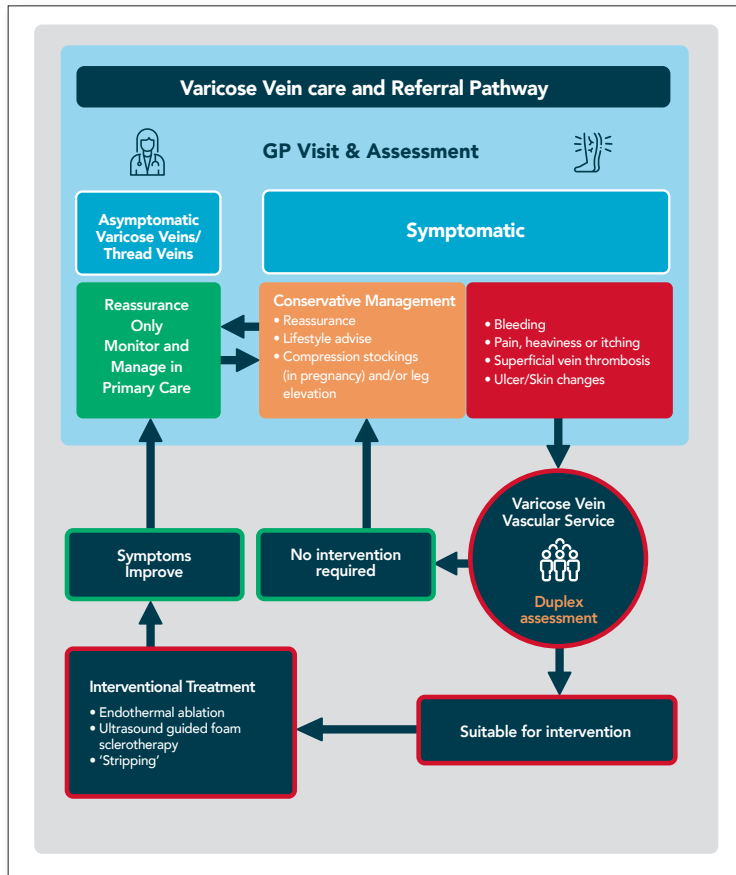 Varicose Vein care and Referral Pathway
GP Visit & Assessment
Asymptomatic
Varicose Veins/
Thread Veins
Symptomatic
Reassurance
Only
Monitor and
Manage in
Primary Care
Conservative Management
• Reassurance
• Lifestyle advise
• Compression stockings
(in pregnancy) and/or leg
elevation
• Bleeding
• Pain, heaviness or itching
• Superficial vein thrombosis
• Ulcer/Skin changes
Varicose Vein
Vascular Service
Duplex
assessment
Symptoms
Improve
No intervention
required
Interventional Treatment
• Endothermal ablation
• Ultrasound guided foam
sclerotherapy
• ‘Stripping’
Suitable for intervention